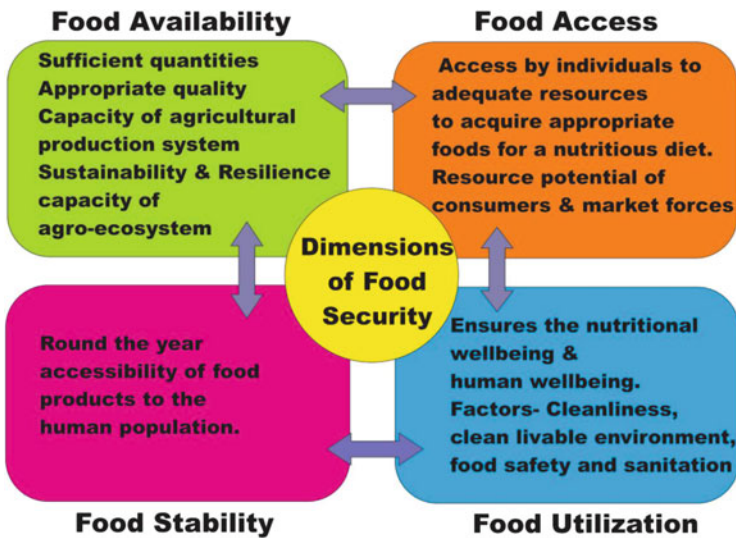 Food Availability
Sufficient quantities
Appropriate quality
Capacity of agricultural
production system
Sustainability & Resilience
capacity of
agro-ecosystem
Food Access
Access by individuals to
adequate resources
to acquire appropriate
foods for a nutritious diet.
Resource potential of
consumers & market forces
Dimensions
of Food
Security
Round the year
accessibility of food
products to the
human population.
Food Stability
Ensures the nutritional
wellbeing &
human wellbeing.
Factors- Cleanliness,
clean livable environment,
food safety and sanitation
Food Utilization